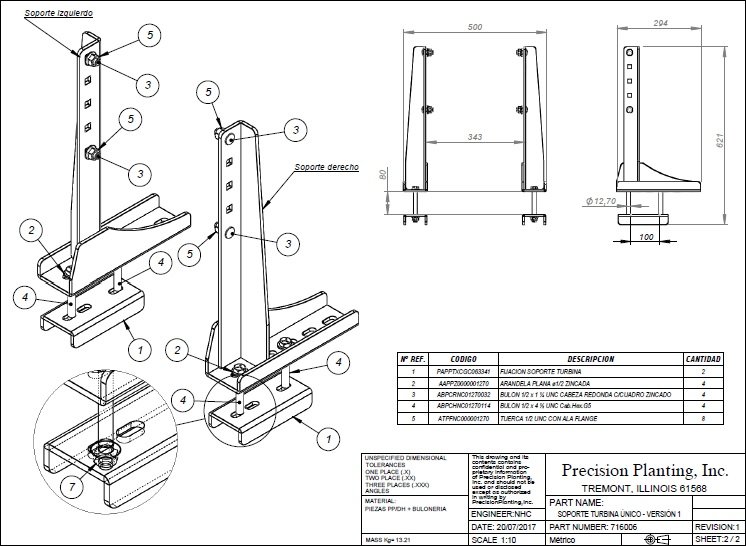 Soporte Izquierdo
5
3
5
3
2
4
4
1
5
3
Soporte derecho
5
3
2
4
4
1
7
500
343
80
294
621
Ø12,70
100
Nº REF. CODIGO DESCRIPCION CANTIDAD
1 PAPPTXCGC063341 FIJACION SOPORTE TURBINA 2
2 AAPPZ0000001270 ARANDELA PLANA ø1/2 ZINCADA 4
3 ABPCRNC01270032 BULON 1/2 x 1 ¼ UNC CABEZA REDONDA C/CUADRO ZINCADO 4
4 ABPCHNC01270114 BULON 1/2 x 4 ½ UNC Cab.Hex.G5 4
5 ATPFNC000001270 TUERCA 1/2 UNC CON ALA FLANGE 8
UNSPECIFIED DIMENSIONAL
TOLERANCES
ONE PLACE (.X)
TWO PLACE (.XX)
THREE PLACES (.XXX)
ANGLES
MATERIAL:
PIEZAS PP/DH + BULONERIA
MASS Kg= 13.21
This drawing and its
contents contains
confidential and pro-
prietary information
of Precision Planting,
Inc. and should not be
used or disclosed
except as authorized
in writing by
PrecisionPlanting,Inc.
ENGINEER:NHC
DATE: 20/07/2017
SCALE 1:10
Precision Planting, Inc.
TREMONT, ILLINOIS 61568
PART NAME:
SOPORTE TURBINA ÚNICO - VERSIÓN 1
PART NUMBER: 716006 REVISION:1
Métrico SHEET:2 / 2